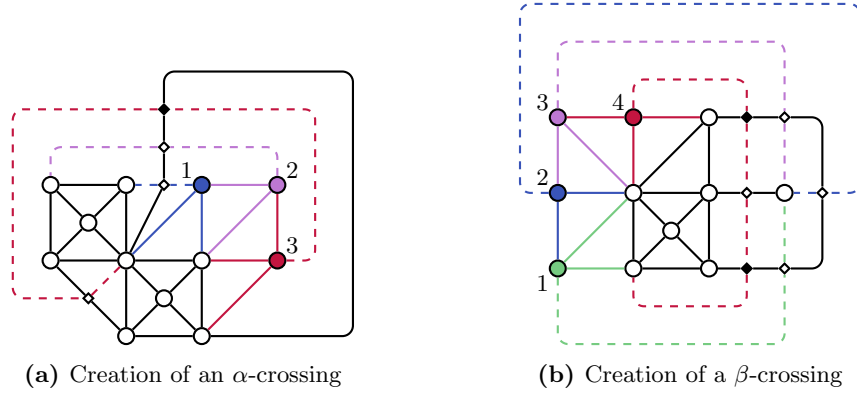 1 2
3
3 4
2
1
(a) Creation of an α-crossing
(b) Creation of a β-crossing